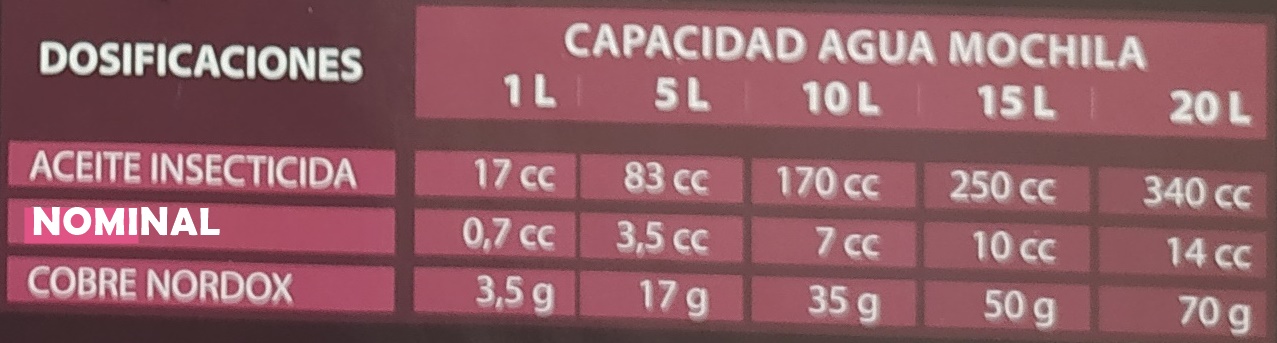 DOSIFICACIONES
CAPACIDAD AGUA MOCHILA
1 L 5 L 10 L 15 L 20 L
ACEITE INSECTICIDA 17 cc 83 cc 170 cc 250 cc 340 cc
NOMINAL 0,7 cc 3,5 cc 7 cc 10 cc 14 cc
COBRE NORDOX 3,5 g 17 g 35 g 50 g 70 g